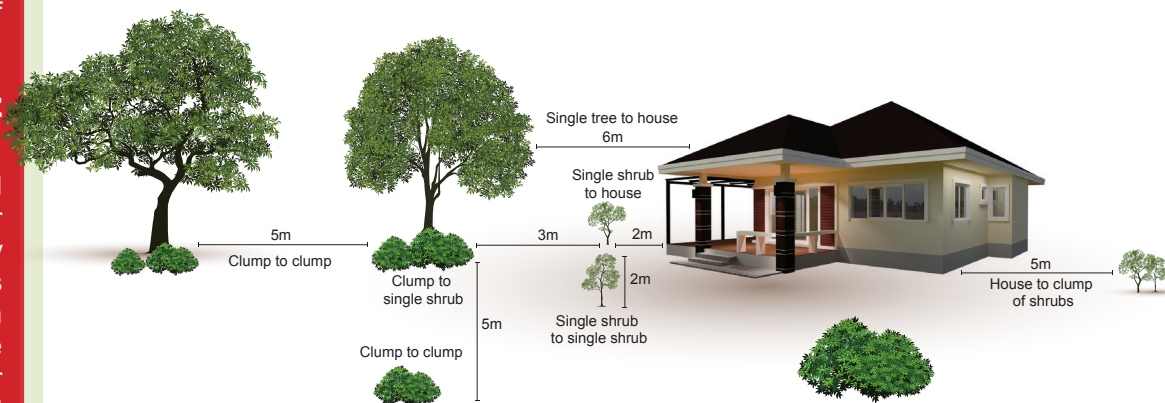 Single tree to house
6m
Single shrub
to house
5m
Clump to clump
3m
2m
Clump to
single shrub
2m
5m
House to clump
of shrubs
Single shrub
to single shrub
5m
Clump to clump